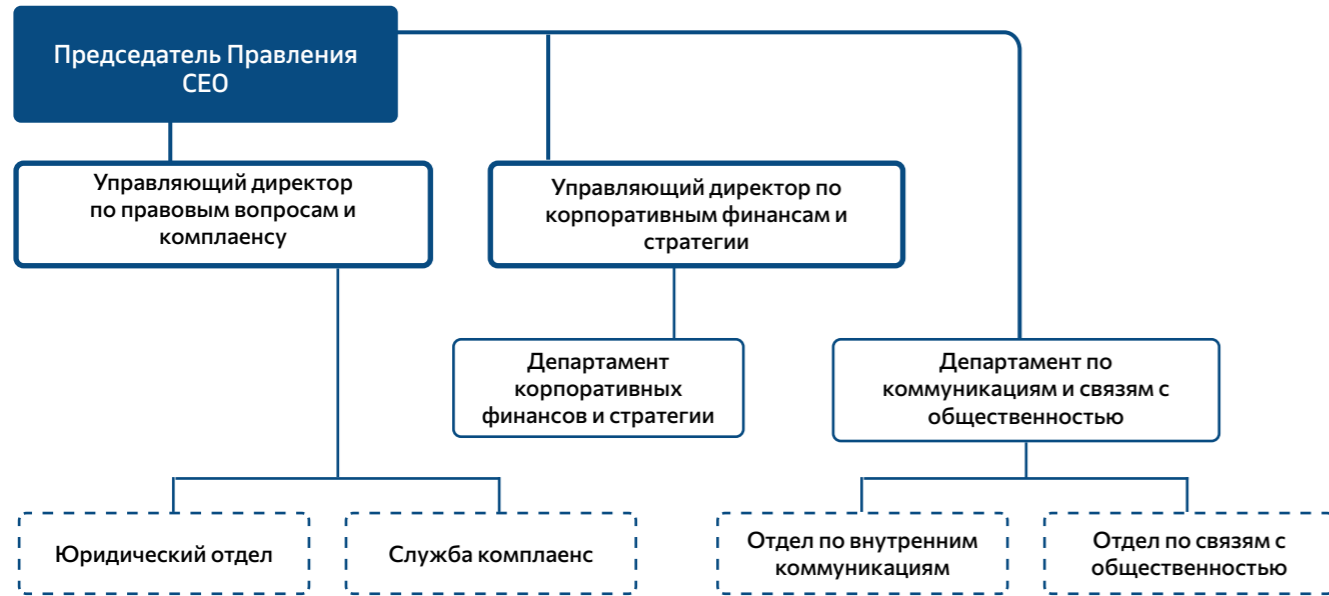 Председатель Правления
CEO
Управляющий директор
по правовым вопросам и
комплаенсу
Управляющий директор по
корпоративным финансам и
стратегии
Департамент
корпоративных
финансов и стратегии
Департамент по
коммуникациям и связям с
общественностью
Юридический отдел
Служба комплаенс
Отдел по внутренним
коммуникациям
Отдел по связям с
общественностью